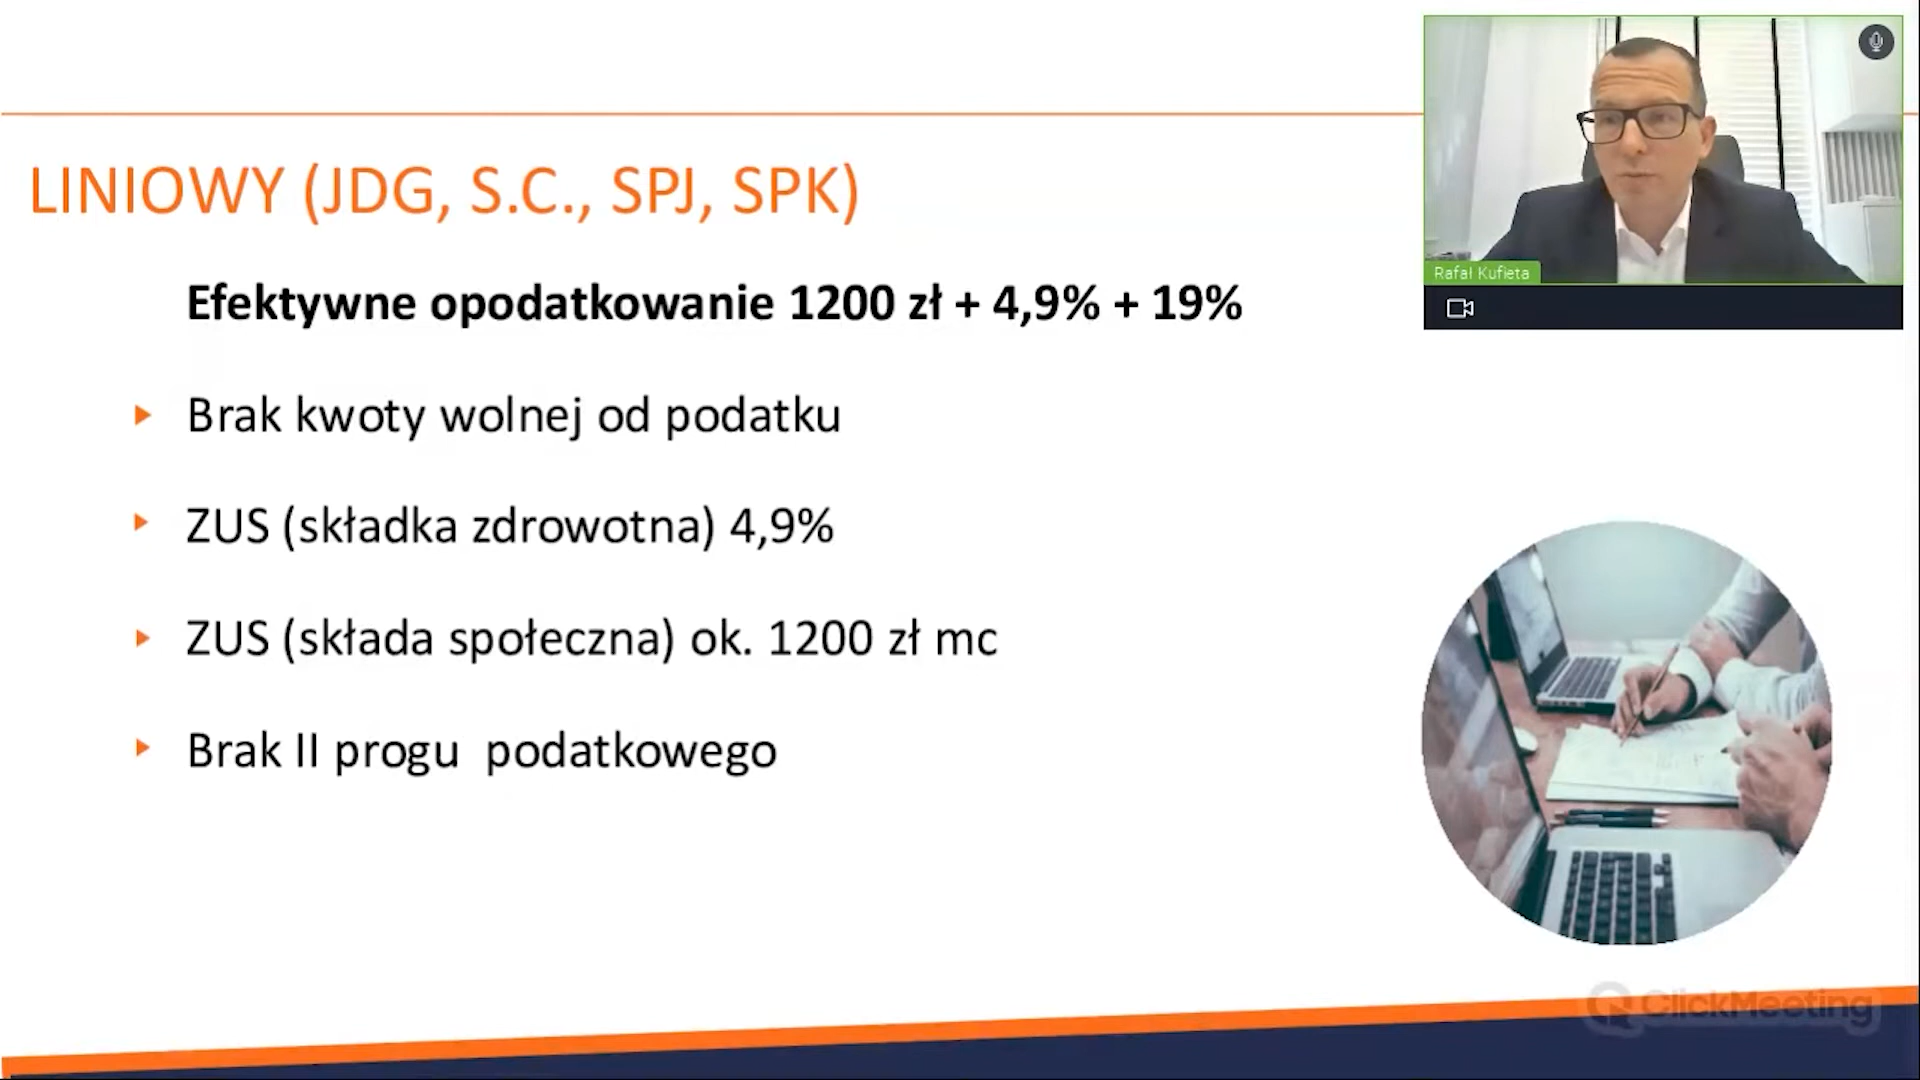 LINIOWY (JDG, S.C., SPJ, SPK)
Efektywne opodatkowanie 1200 zł + 4,9% + 19%
Brak kwoty wolnej od podatku
ZUS (składka zdrowotna) 4,9%
ZUS (składa społeczna) ok. 1200 zł mc
Brak II progu podatkowego
Rafał Kufieta
ClickMeeting